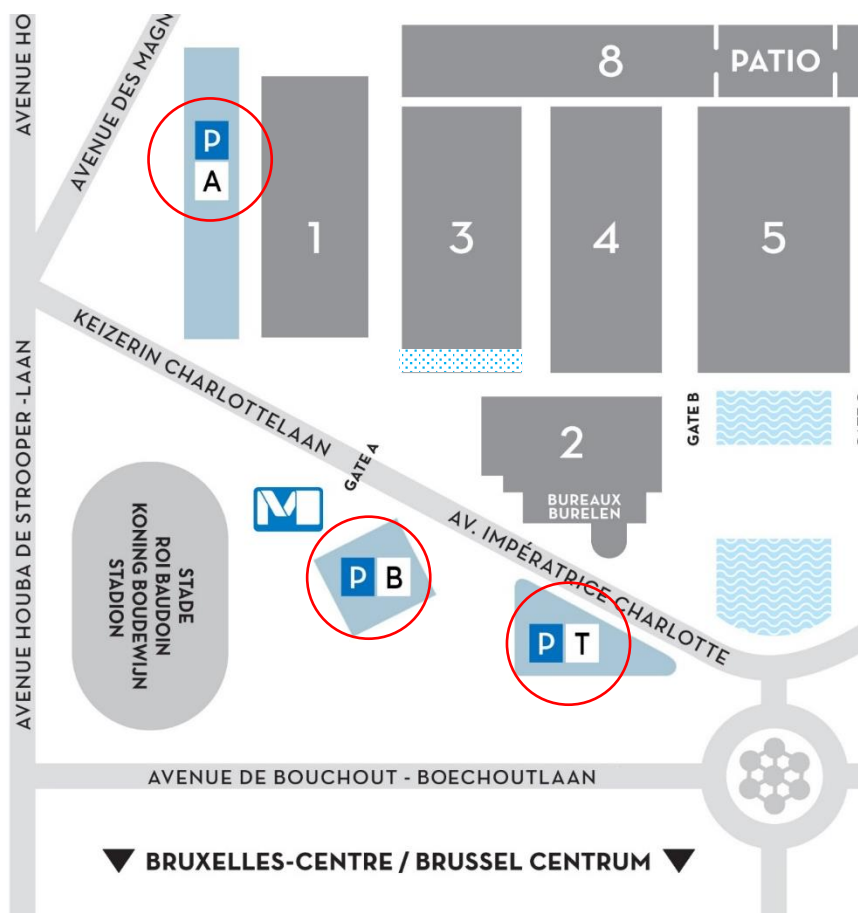 AVENUE HO
AVENUE DES MAGN
8
PATIO
P
A
1
3
4
5
KEIZERIN CHARLOTTELAAN
GATE A
GATE B
2
BUREAUX
BURELEN
M
AV. IMPÉRATRICE CHARLOTTE
P B
P T
STADE
ROI BAUDOIN
KONING BOUDEWIJN
STADION
AVENUE HOUBA DE STROOPER -LAAN
AVENUE DE BOUCHOUT - BOECHOUTLAAN
BRUXELLES-CENTRE / BRUSSEL CENTRUM